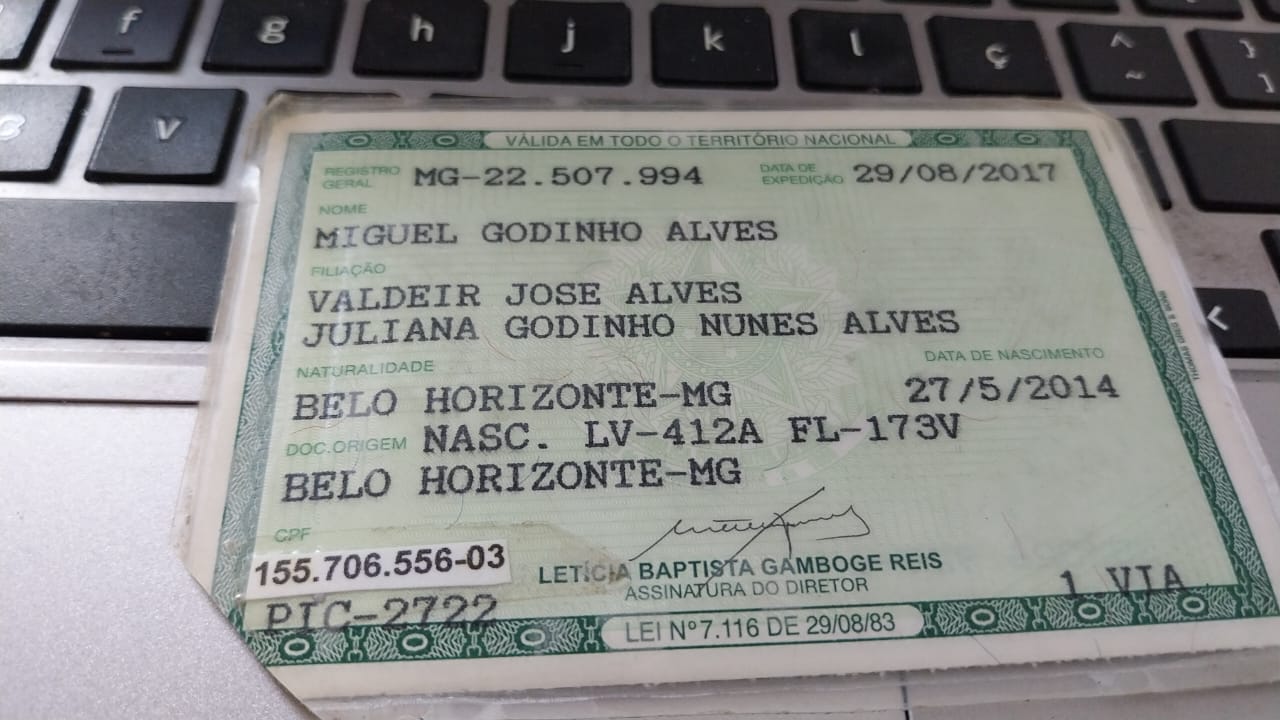 f g h j k l ç ^ ~ } ]
v
<
VÁLIDA EM TODO O TERRITÓRIO NACIONAL
REGISTRO GERAL MG-22.507.994 DATA DE EXPEDIÇÃO 29/08/2017
NOME
MIGUEL GODINHO ALVES
FILIAÇÃO
VALDEIR JOSE ALVES
JULIANA GODINHO NUNES ALVES
NATURALIDADE DATA DE NASCIMENTO
BELO HORIZONTE-MG 27/5/2014
DOC.ORIGEM NASC. LV-412A FL-173V
BELO HORIZONTE-MG
CPF
155.706.556-03
LETÍCIA BAPTISTA GAMBOGE REIS
ASSINATURA DO DIRETOR
PIC-2722 1 VIA
LEI Nº 7.116 DE 29/08/83